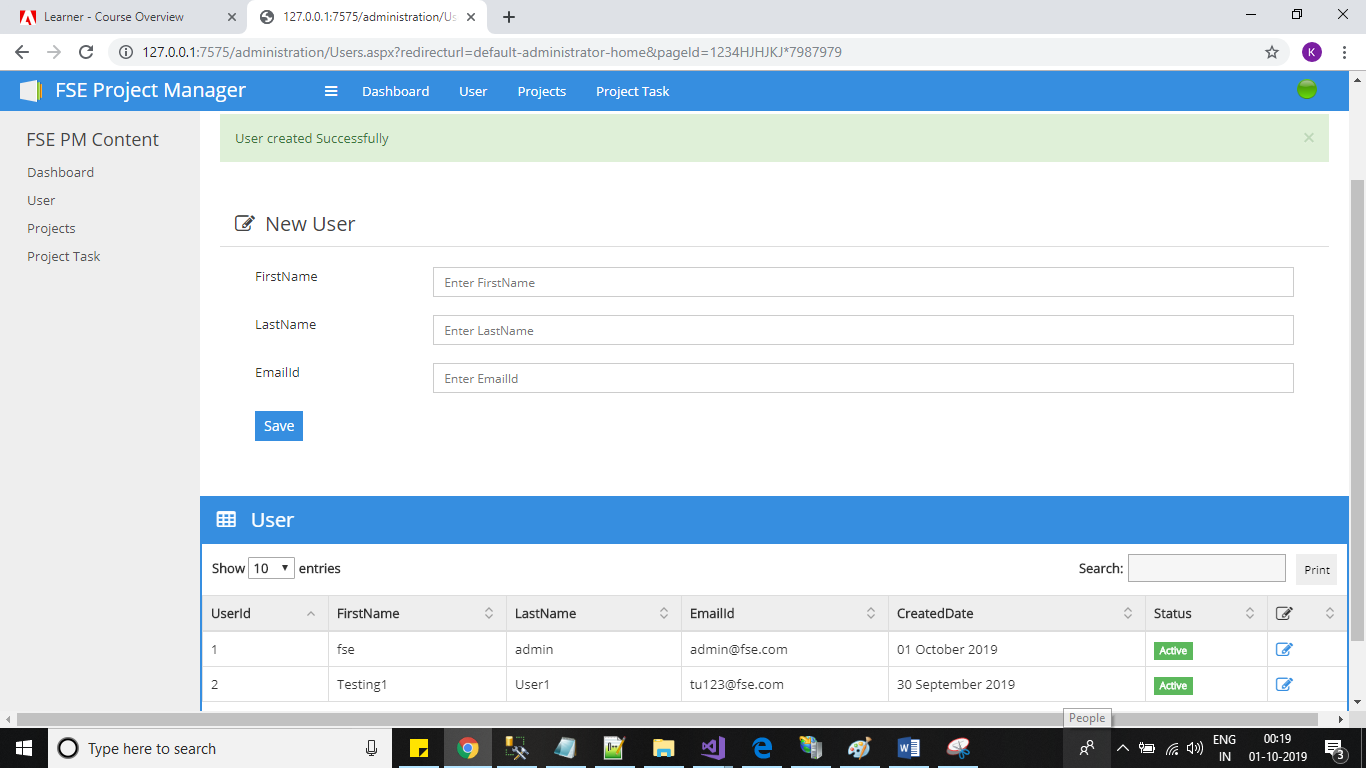 Learner - Course Overview
127.0.0.1:7575/administration/Us
127.0.0.1:7575/administration/Users.aspx?redirecturl=default-administrator-home&pageId=1234HJHJKJ*7987979
K
FSE Project Manager
Dashboard
User
Projects
Project Task
FSE PM Content
Dashboard
User
Projects
Project Task
User created Successfully
×
New User
FirstName
Enter FirstName
LastName
Enter LastName
EmailId
Enter EmailId
Save
User
Show 10 entries
Search:
Print
UserId FirstName LastName EmailId CreatedDate Status
1 fse admin admin@fse.com 01 October 2019 Active
2 Testing1 User1 tu123@fse.com 30 September 2019 Active
People
Type here to search
ENG
IN
00:19
01-10-2019
3